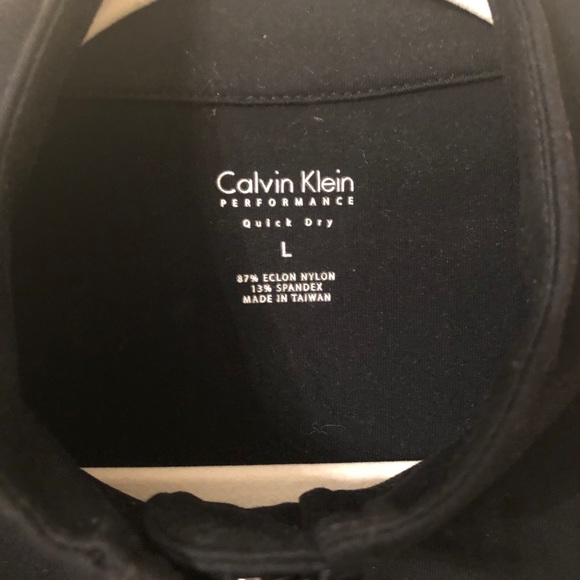 Calvin Klein
PERFORMANCE
Quick Dry
L
87% ECLON NYLON
13% SPANDEX
MADE IN TAIWAN